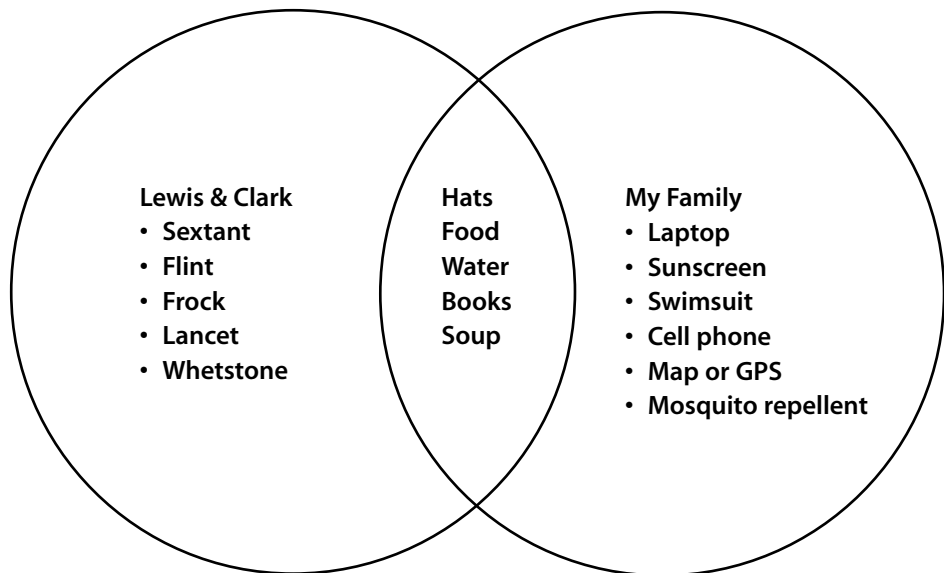 Lewis & Clark
• Sextant
• Flint
• Frock
• Lancet
• Whetstone
Hats
Food
Water
Books
Soup
My Family
• Laptop
• Sunscreen
• Swimsuit
• Cell phone
• Map or GPS
• Mosquito repellent